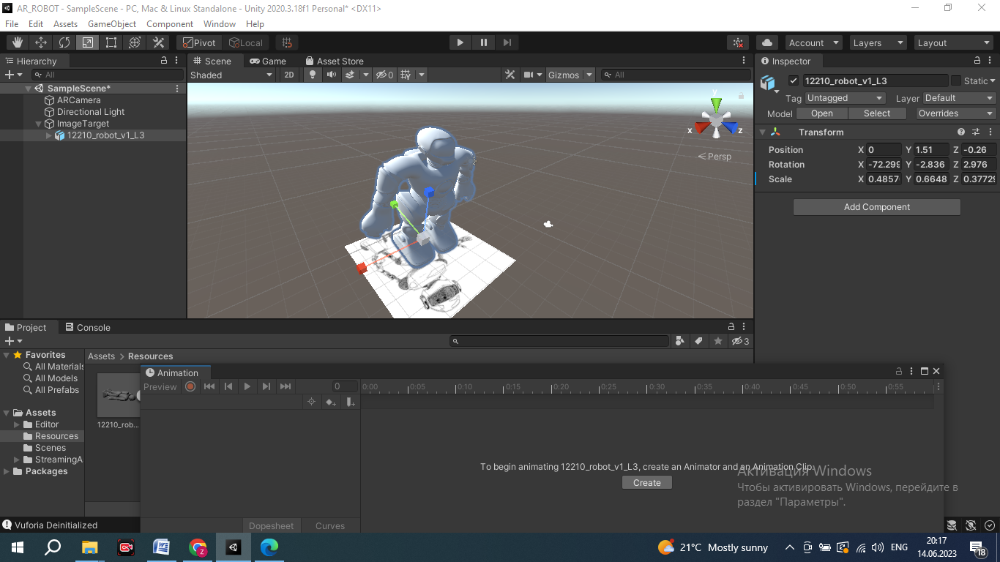 AR_ROBOT - SampleScene - PC, Mac & Linux Standalone - Unity 2020.3.18f1 Personal* <DX11>
File Edit Assets GameObject Component Window Help
Pivot Local Account Layers Layout
Hierarchy
All
SampleScene*
ARCamera
Directional Light
ImageTarget
12210_robot_v1_L3
Scene Game Asset Store
Shaded 2D 0 Gizmos All
y
x z
Persp
Inspector
12210_robot_v1_L3 Static
Tag Untagged Layer Default
Model Open Select Overrides
Transform
Position X 0 Y 1.51 Z -0.26
Rotation X -72.299 Y -2.836 Z 2.976
Scale X 0.4857 Y 0.6648 Z 0.37729
Add Component
Project Console
3
Favorites
All Materials
All Models
All Prefabs
Assets
Editor
Resources
Scenes
StreamingA
Packages
Assets > Resources
12210_rob...
Animation
Preview 0 0:00 0:05 0:10 0:15 0:20 0:25 0:30 0:35 0:40 0:45 0:50 0:55
To begin animating 12210_robot_v1_L3, create an Animator and an Animation Clip.
Create
Dopesheet Curves
Активация Windows
Чтобы активировать Windows, перейдите в
раздел "Параметры".
Vuforia Deinitialized
21°C Mostly sunny ENG 20:17
14.06.2023
18